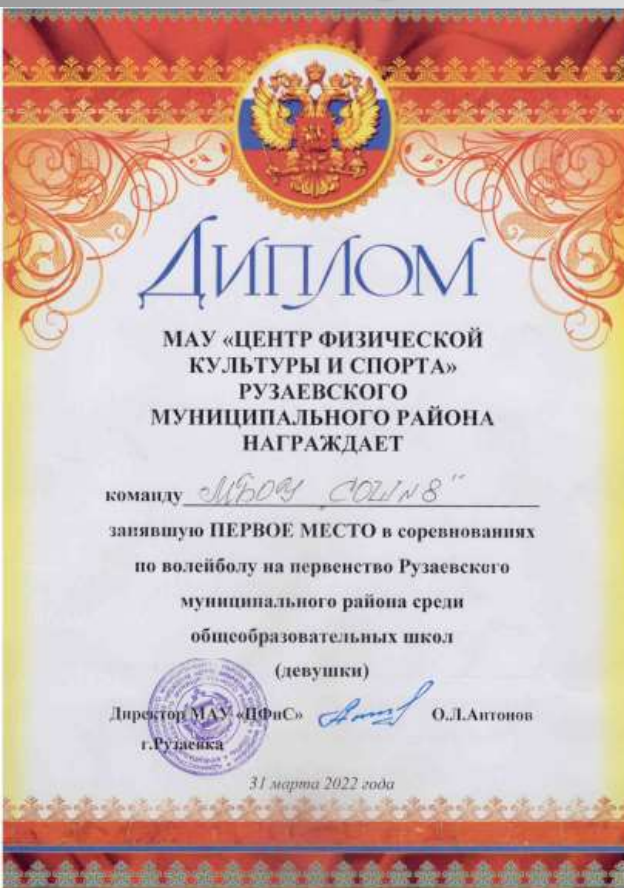 ДИПЛОМ
МАУ «ЦЕНТР ФИЗИЧЕСКОЙ
КУЛЬТУРЫ И СПОРТА»
РУЗАЕВСКОГО
МУНИЦИПАЛЬНОГО РАЙОНА
НАГРАЖДАЕТ
команду МБОУ „СОШ N 8"
занявшую ПЕРВОЕ МЕСТО в соревнованиях
по волейболу на первенство Рузаевского
муниципального района среди
общеобразовательных школ
(девушки)
Директор МАУ «ЦФиС» О.Л.Антонов
г.Рузаевка
31 марта 2022 года